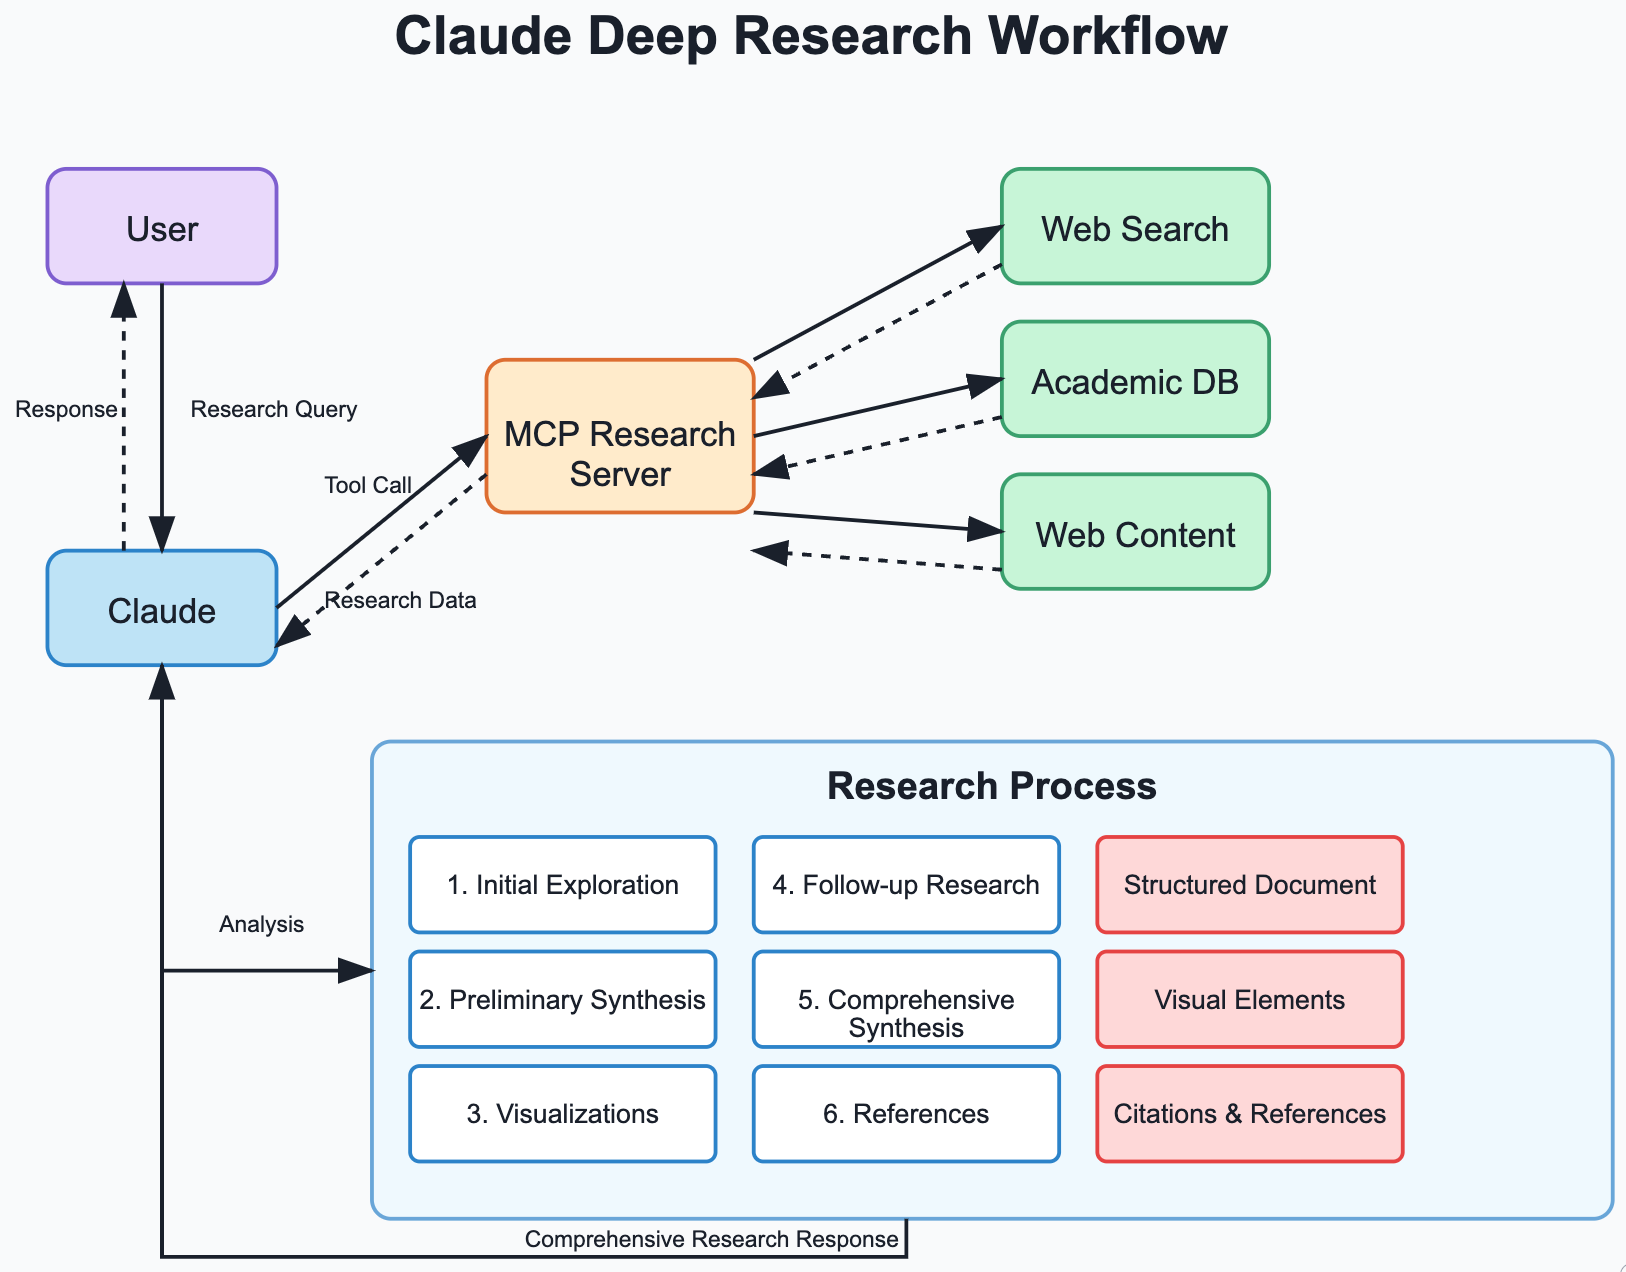 Claude Deep Research Workflow
User
Web Search
Academic DB
Response
Research Query
MCP Research
Server
Tool Call
Web Content
Claude
Research Data
Research Process
1. Initial Exploration
4. Follow-up Research
Structured Document
Analysis
2. Preliminary Synthesis
5. Comprehensive
Synthesis
Visual Elements
3. Visualizations
6. References
Citations & References
Comprehensive Research Response